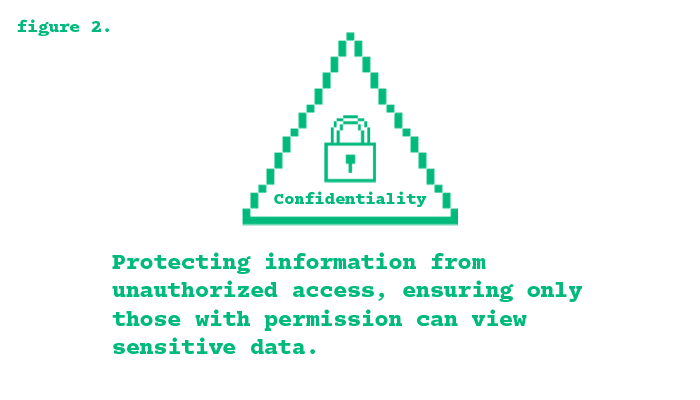 figure 2.
Confidentiality
Protecting information from
unauthorized access, ensuring only
those with permission can view
sensitive data.